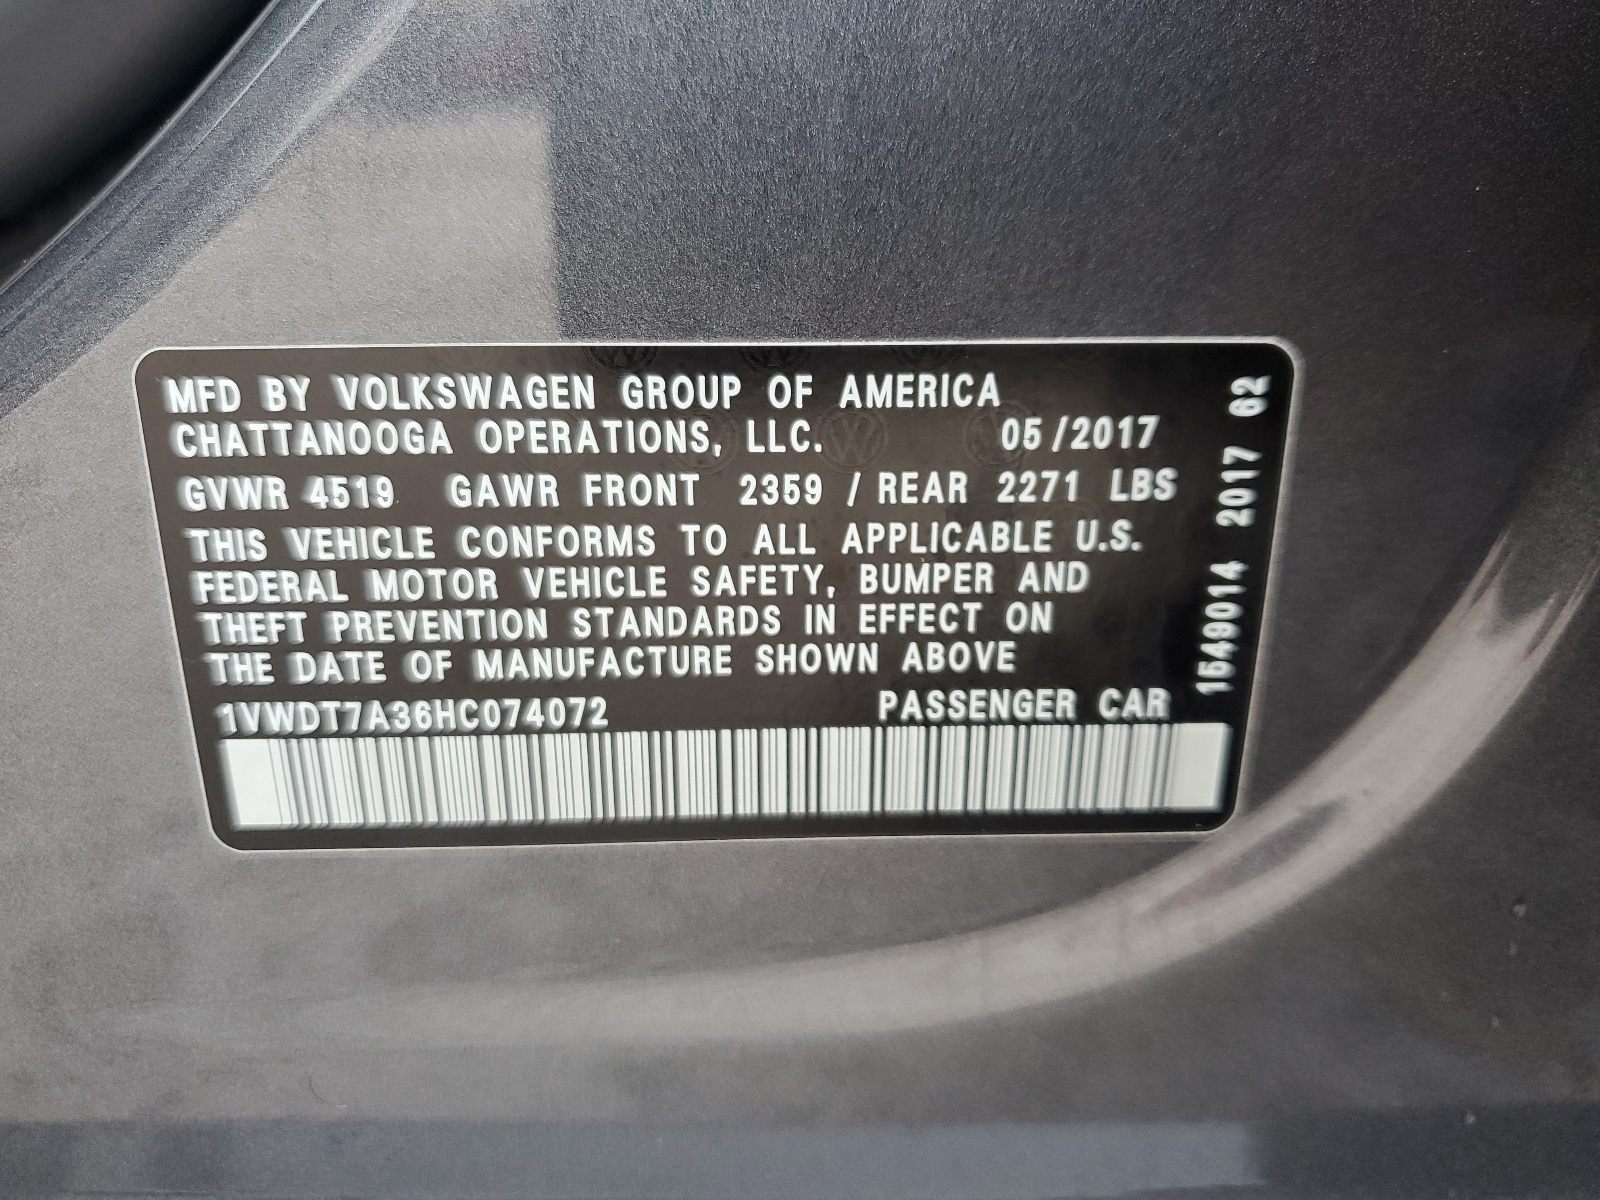 MFD BY VOLKSWAGEN GROUP OF AMERICA
CHATTANOOGA OPERATIONS, LLC. 05/2017
GVWR 4519 GAWR FRONT 2359 / REAR 2271 LBS
THIS VEHICLE CONFORMS TO ALL APPLICABLE U.S.
FEDERAL MOTOR VEHICLE SAFETY, BUMPER AND
THEFT PREVENTION STANDARDS IN EFFECT ON
THE DATE OF MANUFACTURE SHOWN ABOVE
1VWDT7A36HC074072 PASSENGER CAR
1549014 2017 62